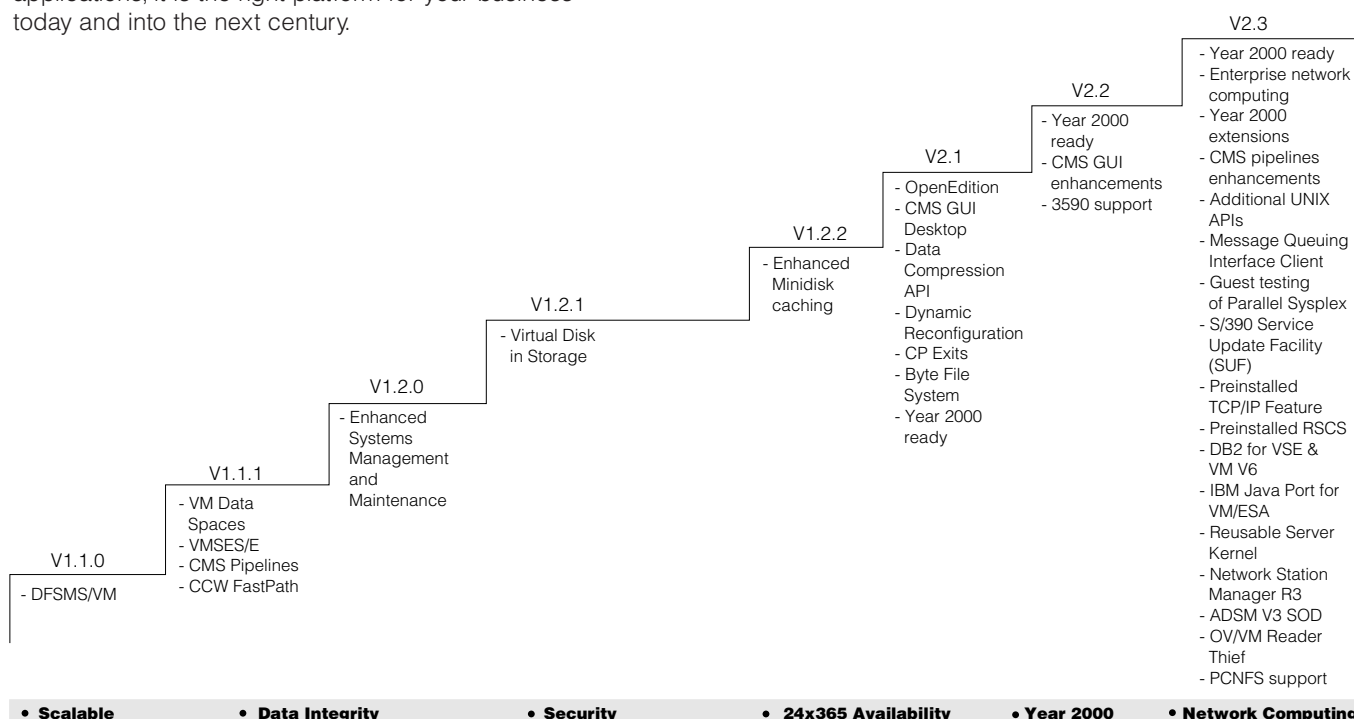 applications, it is the right platform for your business
today and into the next century.
V2.3
- Year 2000 ready
- Enterprise network
computing
- Year 2000
extensions
- CMS pipelines
enhancements
- Additional UNIX
APIs
- Message Queuing
Interface Client
- Guest testing
of Parallel Sysplex
- S/390 Service
Update Facility
(SUF)
- Preinstalled
TCP/IP Feature
- Preinstalled RSCS
- DB2 for VSE &
VM V6
- IBM Java Port for
VM/ESA
- Reusable Server
Kernel
- Network Station
Manager R3
- ADSM V3 SOD
- OV/VM Reader
Thief
- PCNFS support
V2.2
- Year 2000
ready
- CMS GUI
enhancements
- 3590 support
V2.1
- OpenEdition
- CMS GUI
Desktop
- Data
Compression
API
- Dynamic
Reconfiguration
- CP Exits
- Byte File
System
- Year 2000
ready
V1.2.2
- Enhanced
Minidisk
caching
V1.2.1
- Virtual Disk
in Storage
V1.2.0
- Enhanced
Systems
Management
and
Maintenance
V1.1.1
- VM Data
Spaces
- VMSES/E
- CMS Pipelines
- CCW FastPath
V1.1.0
- DFSMS/VM
• Scalable • Data Integrity • Security • 24x365 Availability • Year 2000 • Network Computing